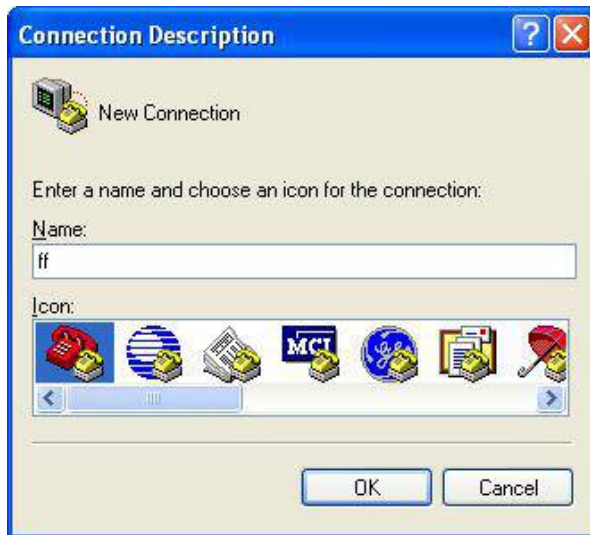 Connection Description
New Connection
Enter a name and choose an icon for the connection:
Name:
ff
Icon:
MCI
OK Cancel